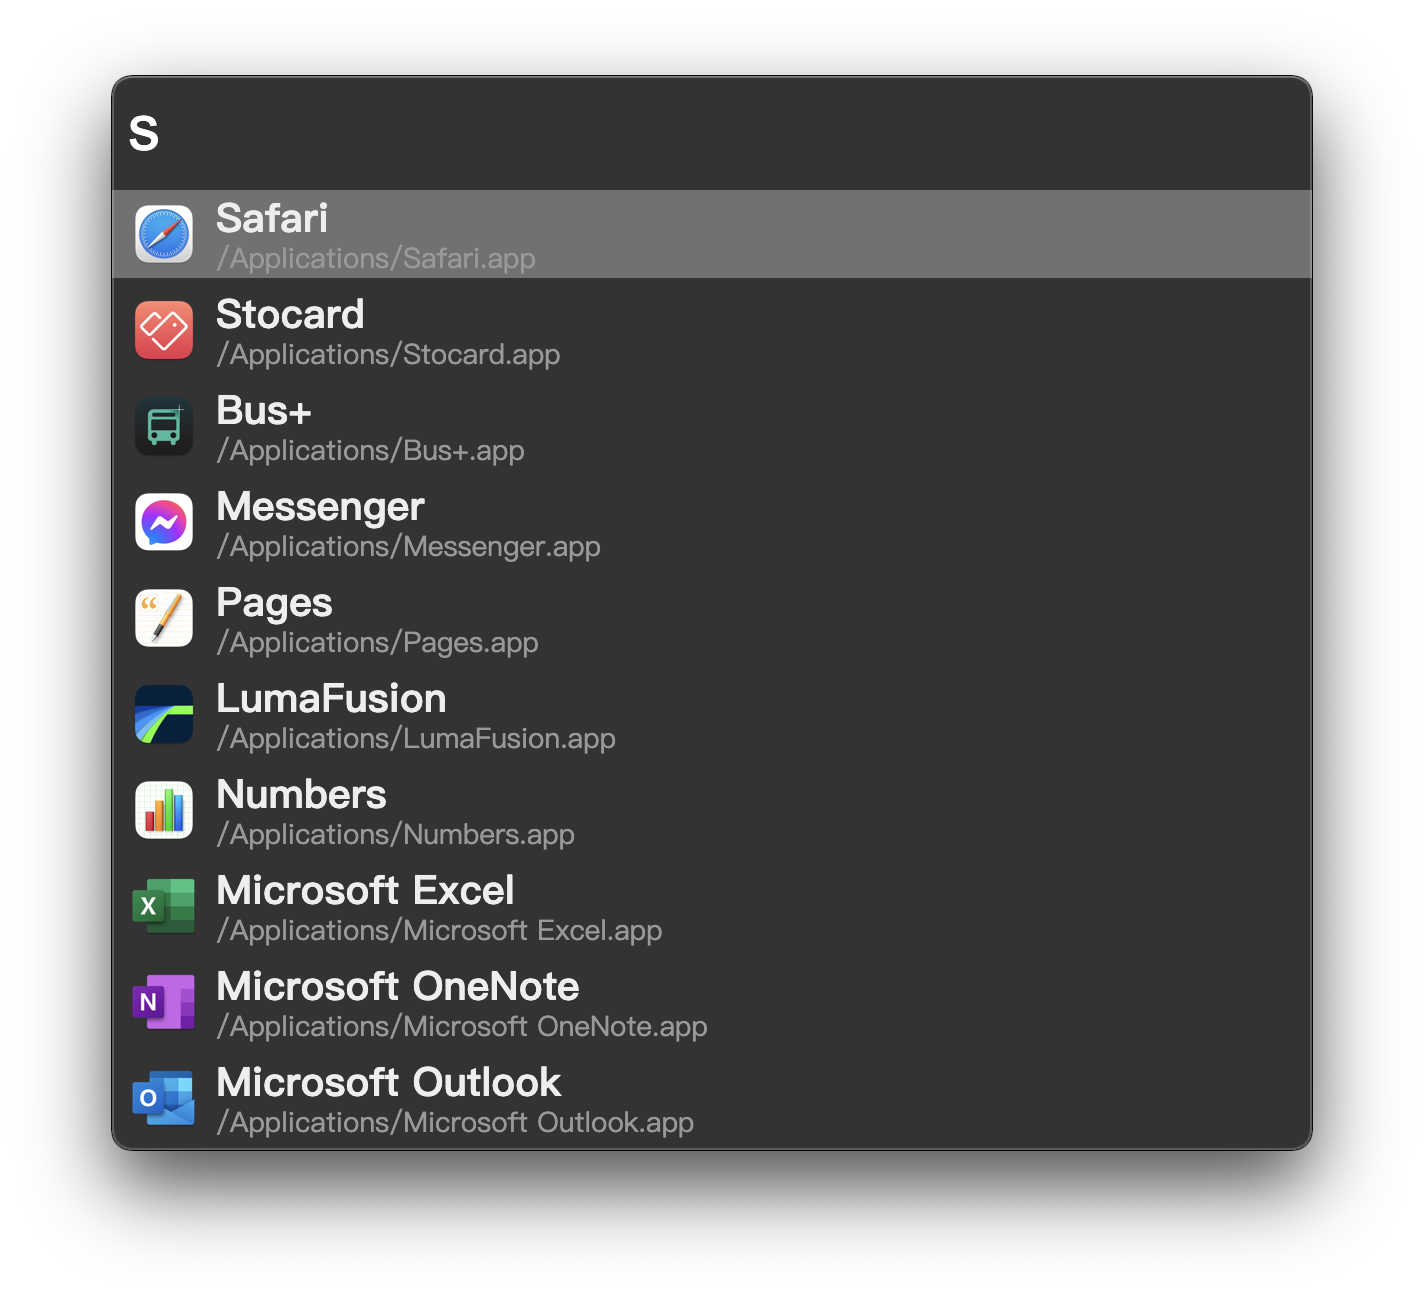 S
Safari
/Applications/Safari.app
Stocard
/Applications/Stocard.app
Bus+
/Applications/Bus+.app
Messenger
/Applications/Messenger.app
Pages
/Applications/Pages.app
LumaFusion
/Applications/LumaFusion.app
Numbers
/Applications/Numbers.app
X
Microsoft Excel
/Applications/Microsoft Excel.app
N
Microsoft OneNote
/Applications/Microsoft OneNote.app
O
Microsoft Outlook
/Applications/Microsoft Outlook.app